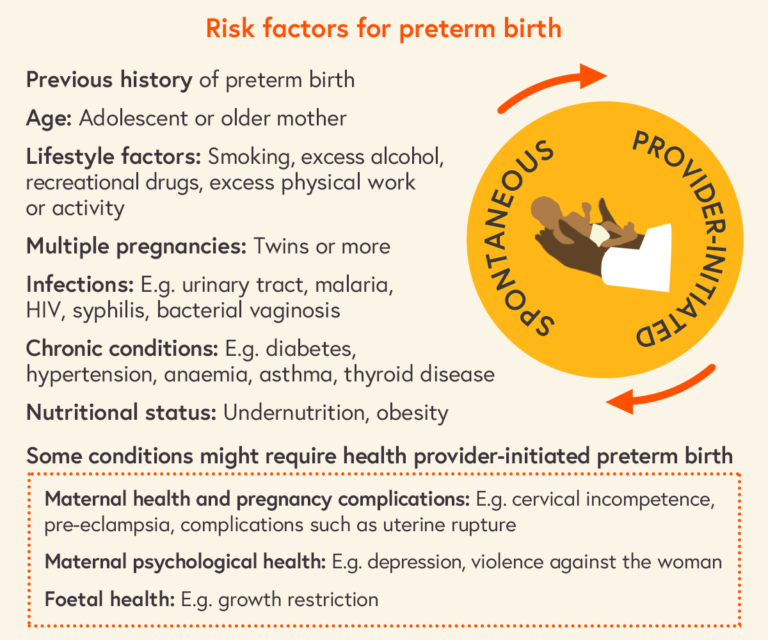 Risk factors for preterm birth
Previous history of preterm birth
Age: Adolescent or older mother
Lifestyle factors: Smoking, excess alcohol,
recreational drugs, excess physical work
or activity
Multiple pregnancies: Twins or more
Infections: E.g. urinary tract, malaria,
HIV, syphilis, bacterial vaginosis
Chronic conditions: E.g. diabetes,
hypertension, anaemia, asthma, thyroid disease
Nutritional status: Undernutrition, obesity
SPONTANEOUS
PROVIDER-INITIATED
Some conditions might require health provider-initiated preterm birth
Maternal health and pregnancy complications: E.g. cervical incompetence,
pre-eclampsia, complications such as uterine rupture
Maternal psychological health: E.g. depression, violence against the woman
Foetal health: E.g. growth restriction